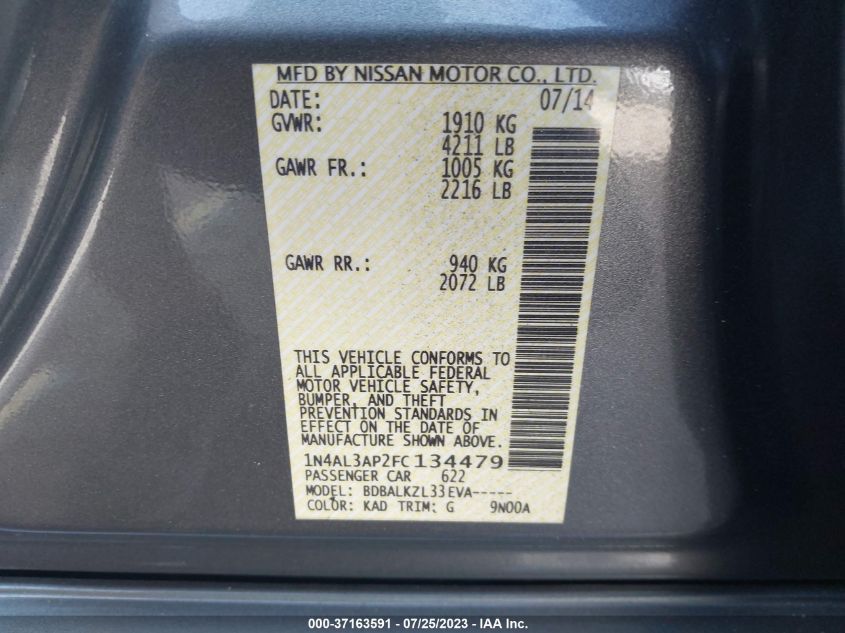 MFD BY NISSAN MOTOR CO., LTD.
DATE: 07/14
GVWR: 1910 KG
4211 LB
GAWR FR.: 1005 KG
2216 LB
GAWR RR.: 940 KG
2072 LB
THIS VEHICLE CONFORMS TO
ALL APPLICABLE FEDERAL
MOTOR VEHICLE SAFETY,
BUMPER, AND THEFT
PREVENTION STANDARDS IN
EFFECT ON THE DATE OF
MANUFACTURE SHOWN ABOVE.
1N4AL3AP2FC134479
PASSENGER CAR 622
MODEL: BDBALKZL33EVA-----
COLOR: KAD TRIM: G 9N00A
000-37163591 - 07/25/2023 - IAA Inc.